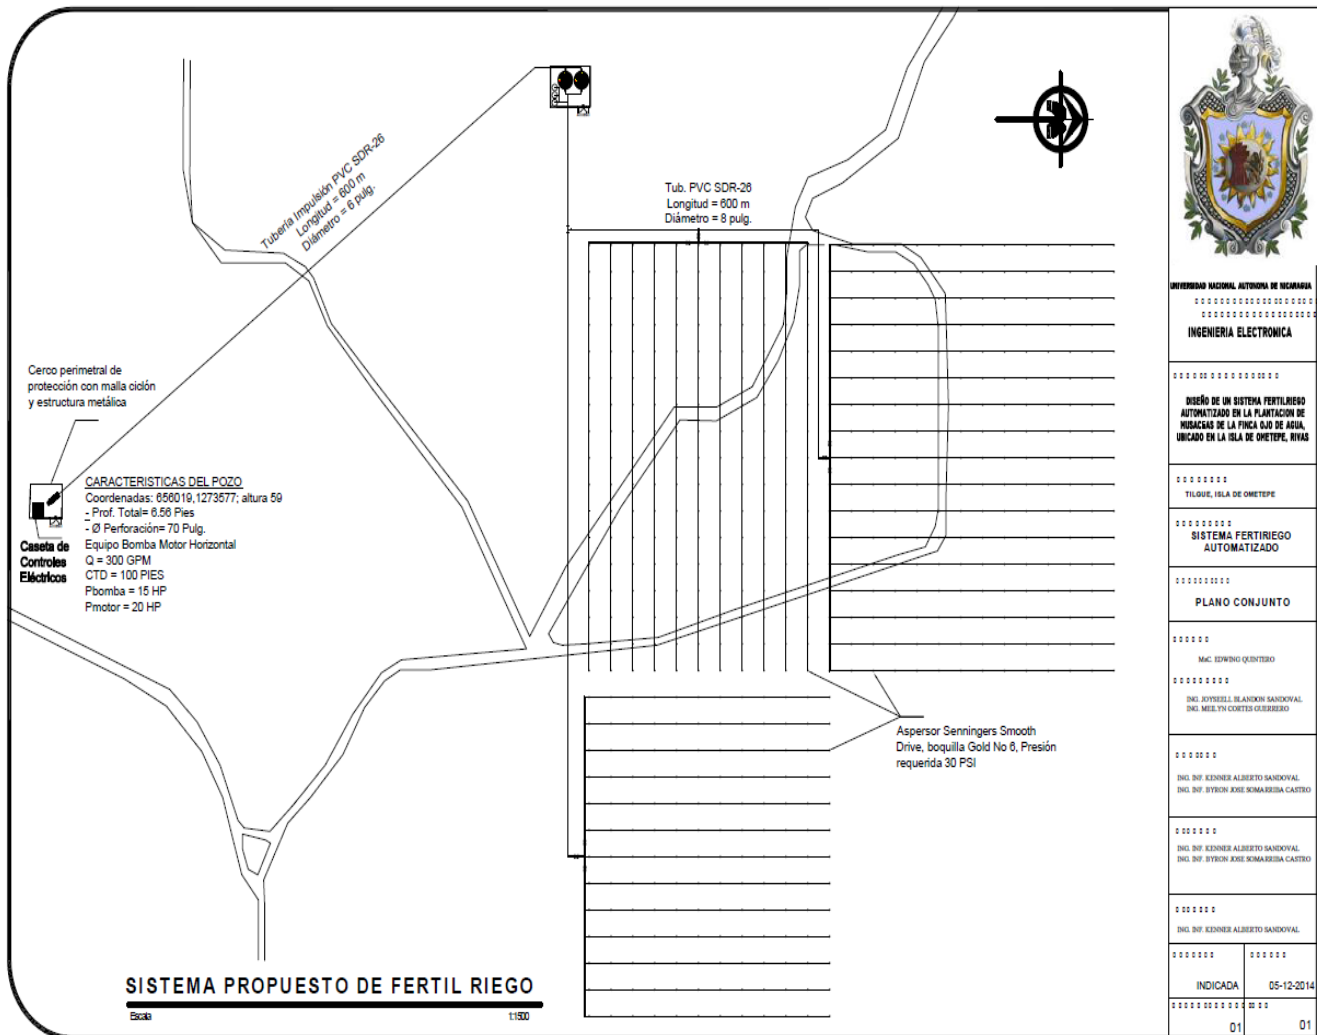 Tubería Impulsión PVC SDR-26
Longitud = 600 m
Diámetro = 6 pulg.
Tub. PVC SDR-26
Longitud = 600 m
Diámetro = 8 pulg.
Cerco perimetral de
protección con malla ciclón
y estructura metálica
CARACTERISTICAS DEL POZO
Coordenadas: 656019,1273577; altura 59
- Prof. Total= 6.56 Pies
- Ø Perforación= 70 Pulg.
Equipo Bomba Motor Horizontal
Q = 300 GPM
CTD = 100 PIES
Pbomba = 15 HP
Pmotor = 20 HP
Caseta de
Controles
Eléctricos
Aspersor Senningers Smooth
Drive, boquilla Gold No 6, Presión
requerida 30 PSI
SISTEMA PROPUESTO DE FERTIL RIEGO
Escala 1:1500
UNIVERSIDAD NACIONAL AUTONOMA DE NICARAGUA
INGENIERIA ELECTRONICA
DISEÑO DE UN SISTEMA FERTILRIEGO
AUTOMATIZADO EN LA PLANTACION DE
MUSACEAS DE LA FINCA OJO DE AGUA,
UBICADO EN LA ISLA DE OMETEPE, RIVAS
TILGUE, ISLA DE OMETEPE
SISTEMA FERTIRIEGO
AUTOMATIZADO
PLANO CONJUNTO
MsC. EDWING QUINTERO
ING. JOYSEELL BLANDON SANDOVAL
ING. MEILYN CORTES GUERRERO
ING. INF. KENNER ALBERTO SANDOVAL
ING. INF. BYRON JOSE SOMARRIBA CASTRO
ING. INF. KENNER ALBERTO SANDOVAL
ING. INF. BYRON JOSE SOMARRIBA CASTRO
ING. INF. KENNER ALBERTO SANDOVAL
INDICADA 05-12-2014
01 01